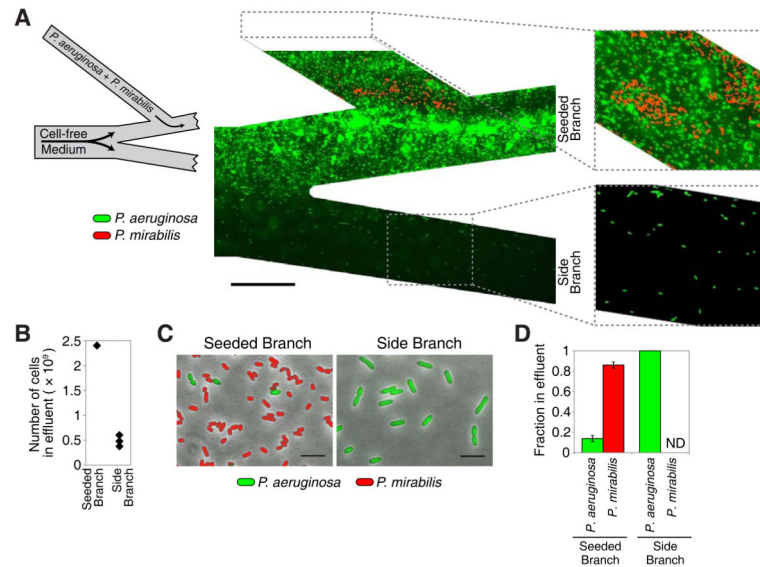 A
P. aeruginosa + P. mirabilis
Cell-free
Medium
P. aeruginosa
P. mirabilis
Seeded
Branch
Side
Branch
B
Number of cells
in effluent ( × 10⁹)
2.5
2
1.5
1
0.5
0
Seeded
Branch
Side
Branch
C
Seeded Branch
Side Branch
P. aeruginosa
P. mirabilis
D
Fraction in effluent
1
0.8
0.6
0.4
0.2
0
ND
P. aeruginosa
P. mirabilis
P. aeruginosa
P. mirabilis
Seeded
Branch
Side
Branch